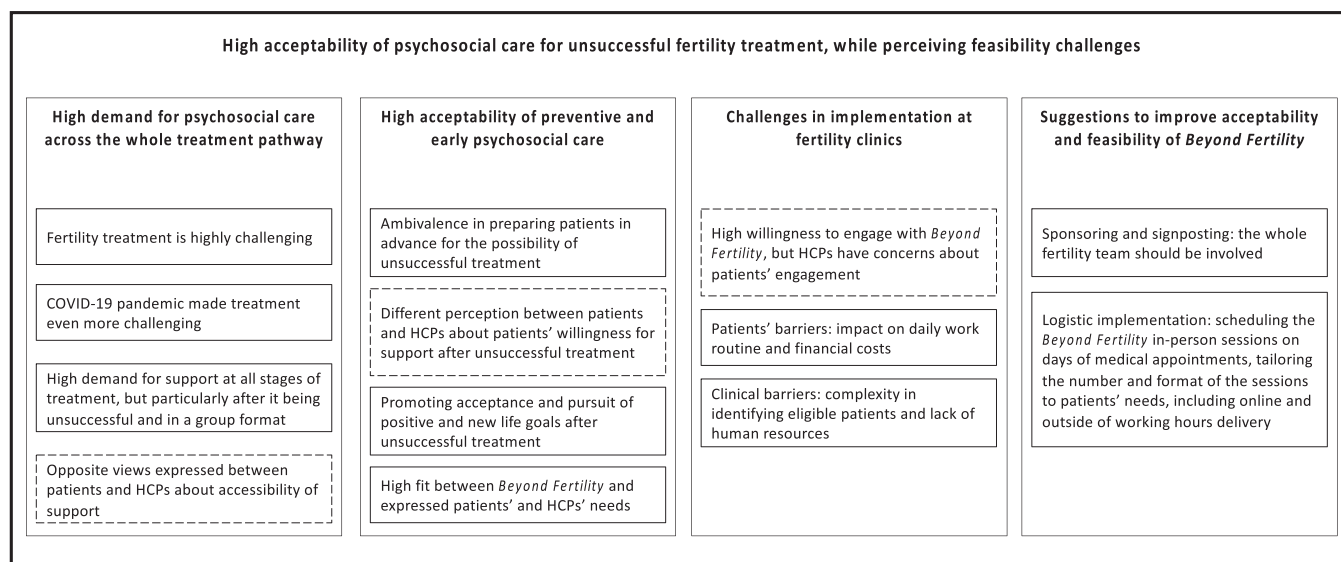 High acceptability of psychosocial care for unsuccessful fertility treatment, while perceiving feasibility challenges
High demand for psychosocial care
across the whole treatment pathway
Fertility treatment is highly challenging
COVID-19 pandemic made treatment
even more challenging
High demand for support at all stages of
treatment, but particularly after it being
unsuccessful and in a group format
Opposite views expressed between
patients and HCPs about accessibility of
support
High acceptability of preventive and
early psychosocial care
Ambivalence in preparing patients in
advance for the possibility of
unsuccessful treatment
Different perception between patients
and HCPs about patients’ willingness for
support after unsuccessful treatment
Promoting acceptance and pursuit of
positive and new life goals after
unsuccessful treatment
High fit between Beyond Fertility and
expressed patients’ and HCPs’ needs
Challenges in implementation at
fertility clinics
High willingness to engage with Beyond
Fertility, but HCPs have concerns about
patients’ engagement
Patients’ barriers: impact on daily work
routine and financial costs
Clinical barriers: complexity in
identifying eligible patients and lack of
human resources
Suggestions to improve acceptability
and feasibility of Beyond Fertility
Sponsoring and signposting: the whole
fertility team should be involved
Logistic implementation: scheduling the
Beyond Fertility in-person sessions on
days of medical appointments, tailoring
the number and format of the sessions
to patients’ needs, including online and
outside of working hours delivery